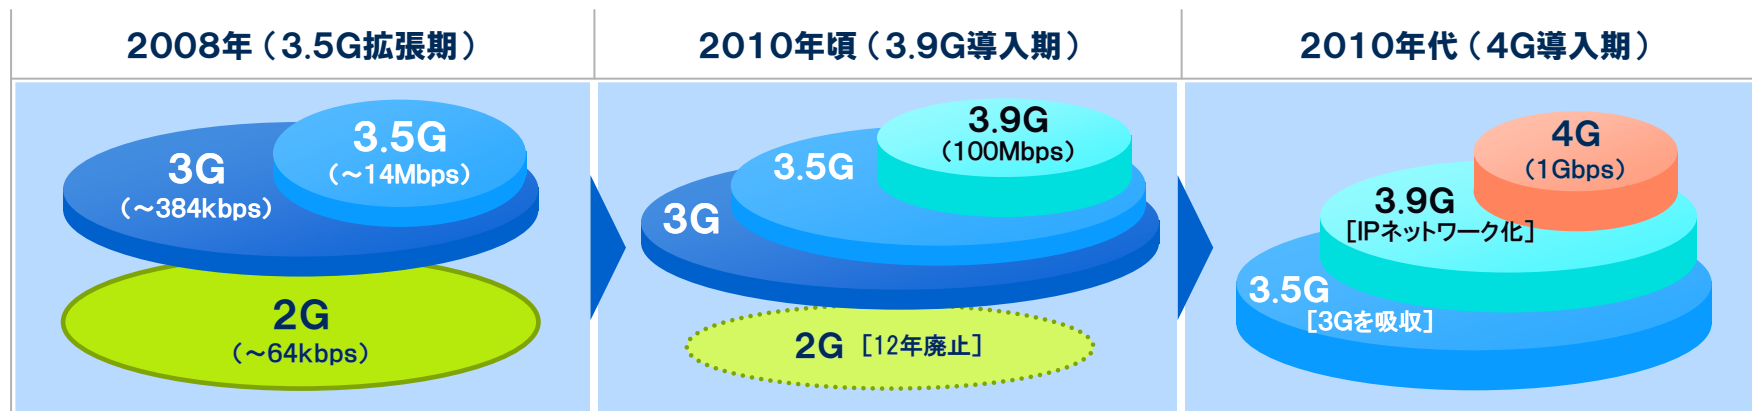 2008年（3.5G拡張期）
3.5G
（～14Mbps）
3G
（～384kbps）
2G
（～64kbps）
2010年頃（3.9G導入期）
3.9G
（100Mbps）
3.5G
3G
2G［12年廃止］
2010年代（4G導入期）
4G
（1Gbps）
3.9G
［IPネットワーク化］
3.5G
［3Gを吸収］